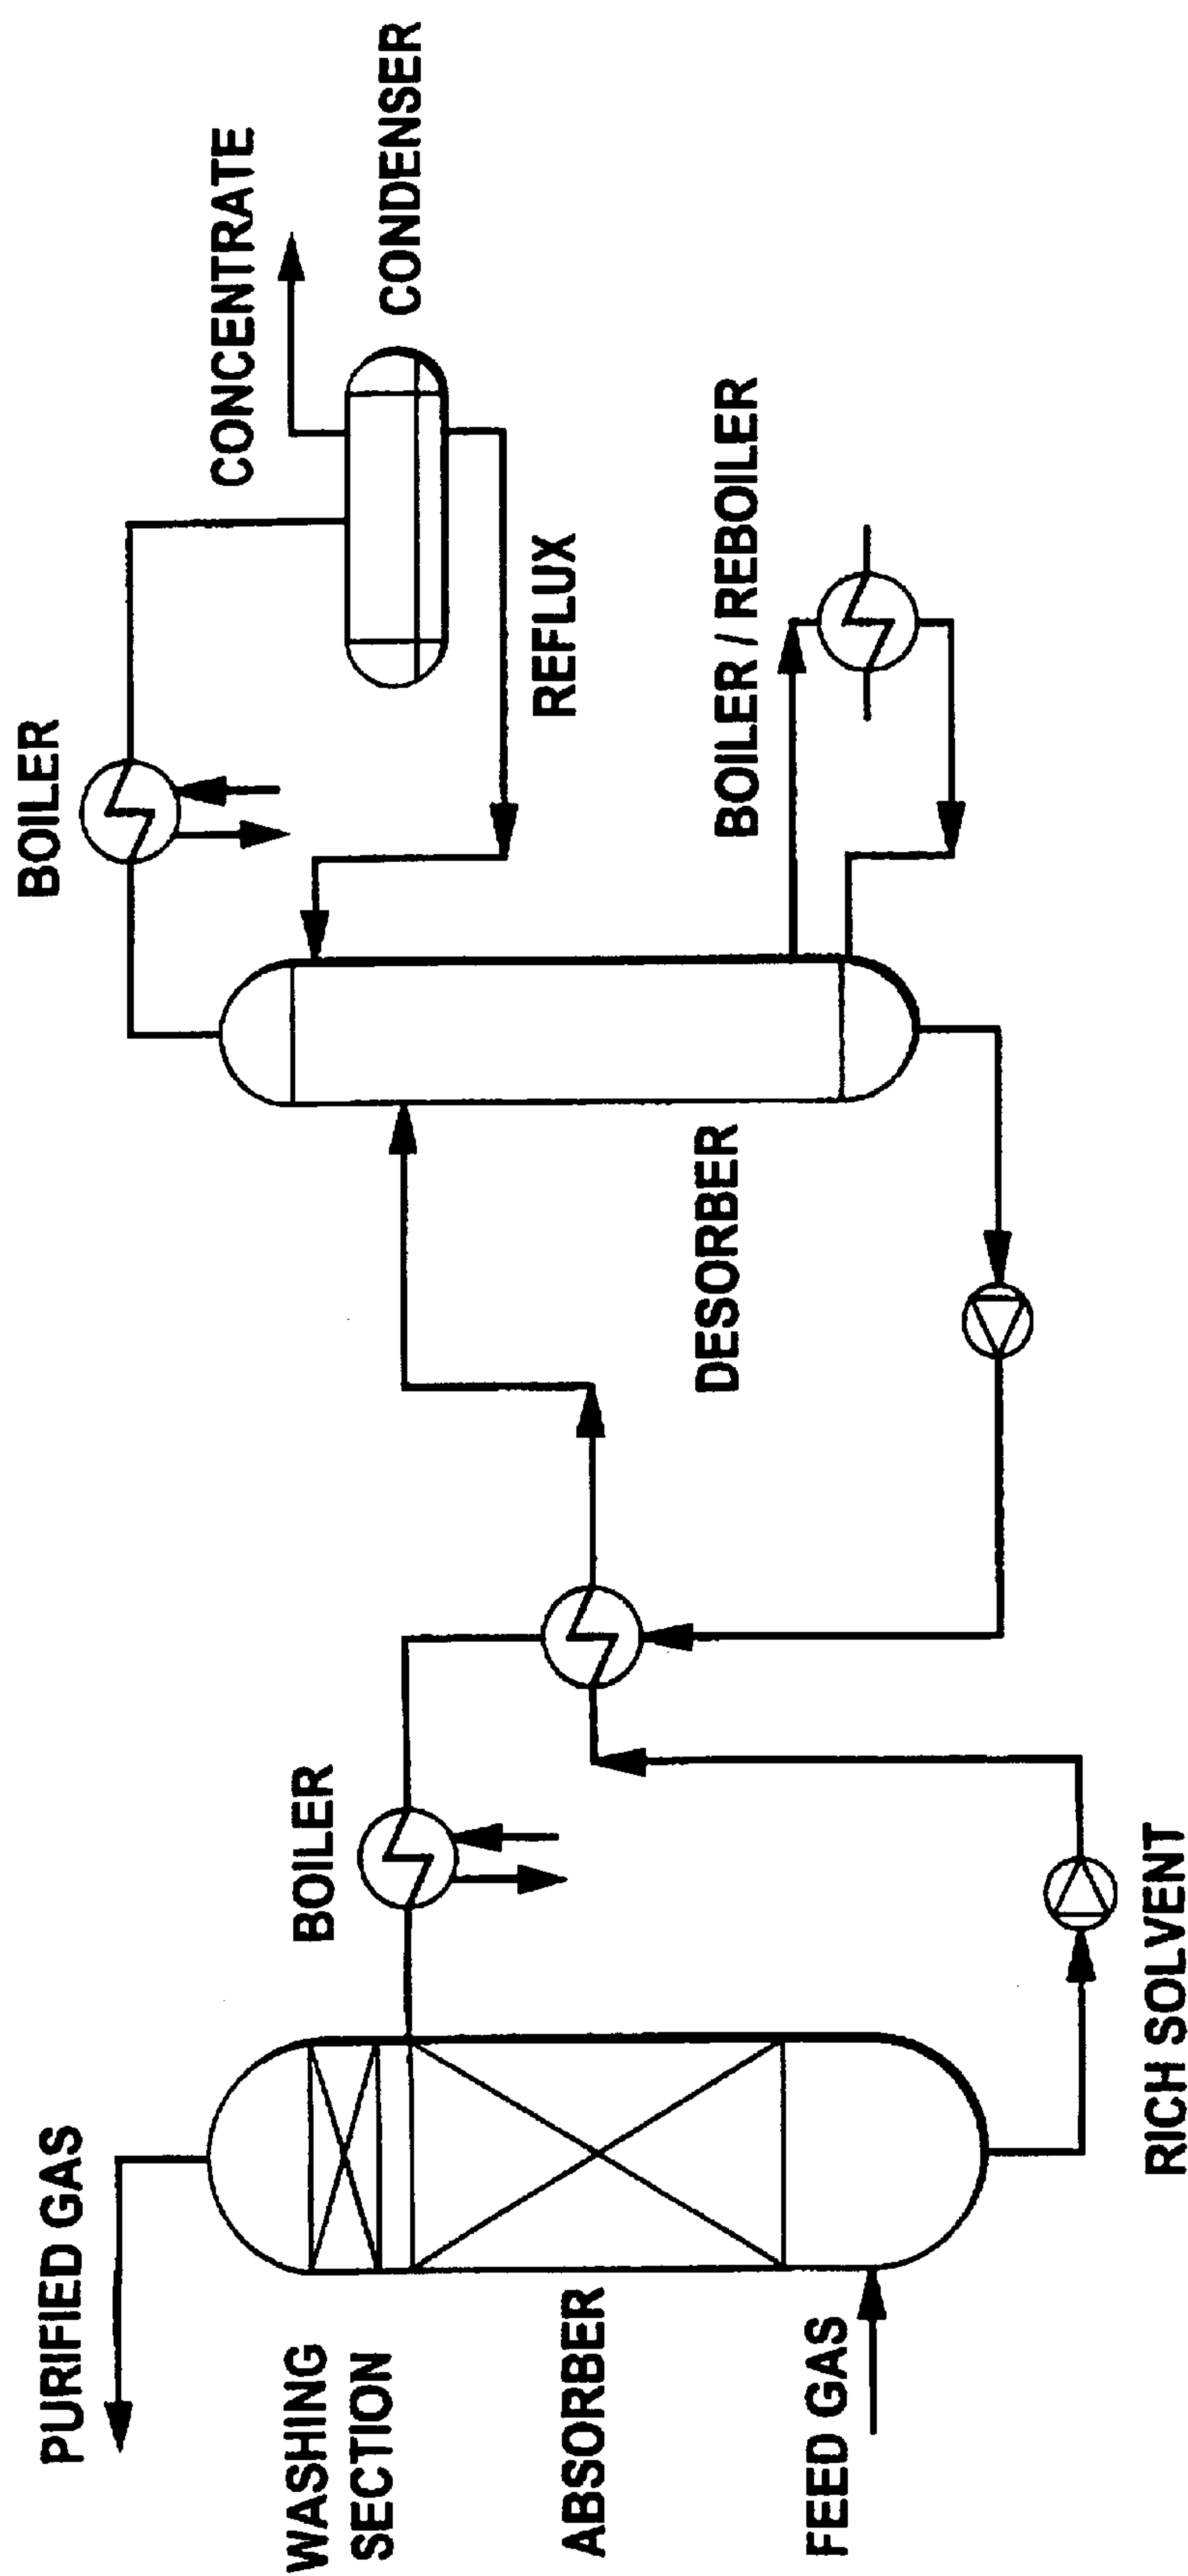 PURIFIED GAS
WASHING
SECTION
ABSORBER
FEED GAS
BOILER
RICH SOLVENT
DESORBER
BOILER
REFLUX
BOILER / REBOILER
CONCENTRATE
CONDENSER